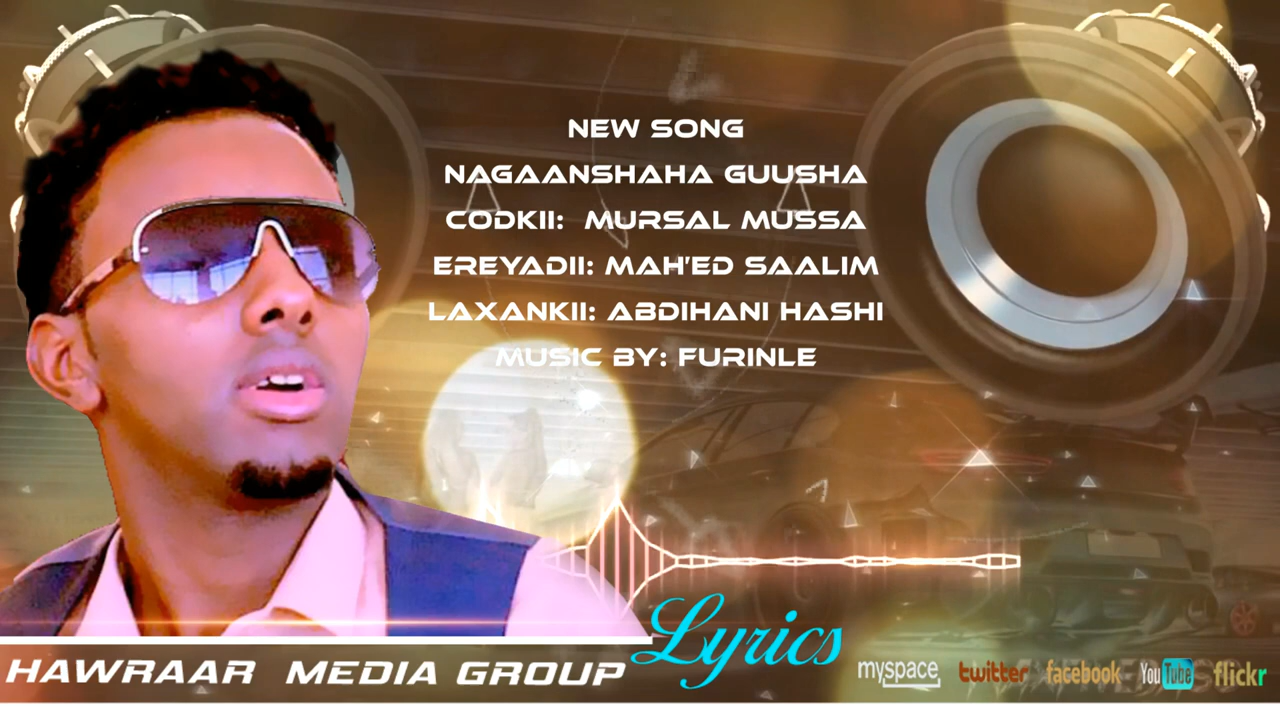 NEW SONG
NAGAANSHAHA GUUSHA
CODKII: MURSAL MUSSA
EREYADII: MAH'ED SAALIM
LAXANKII: ABDIHANI HASHI
MUSIC BY: FURINLE
Lyrics
HAWRAAR MEDIA GROUP
myspace twitter facebook YouTube flickr